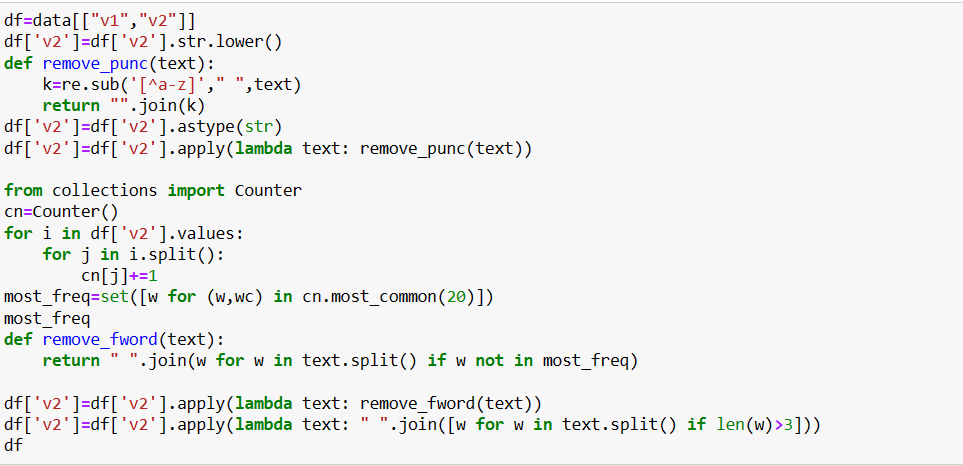 df=data[["v1","v2"]]
df['v2']=df['v2'].str.lower()
def remove_punc(text):
    k=re.sub('[^a-z]'," ",text)
    return "".join(k)
df['v2']=df['v2'].astype(str)
df['v2']=df['v2'].apply(lambda text: remove_punc(text))

from collections import Counter
cn=Counter()
for i in df['v2'].values:
    for j in i.split():
        cn[j]+=1
most_freq=set([w for (w,wc) in cn.most_common(20)])
most_freq
def remove_fword(text):
    return " ".join(w for w in text.split() if w not in most_freq)

df['v2']=df['v2'].apply(lambda text: remove_fword(text))
df['v2']=df['v2'].apply(lambda text: " ".join([w for w in text.split() if len(w)>3]))
df